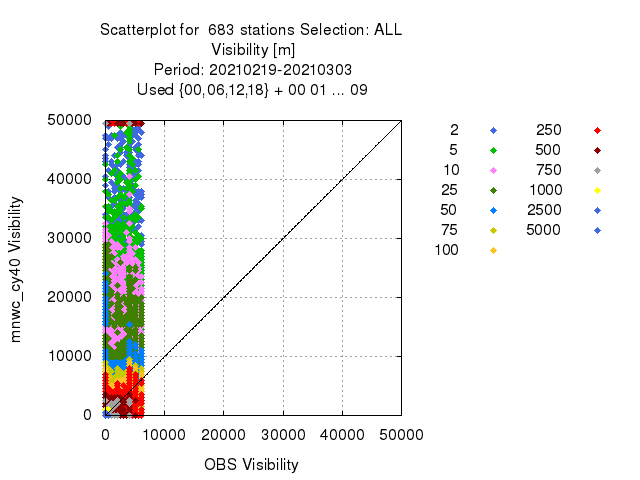 Scatterplot for  683 stations Selection: ALL
Visibility [m]
Period: 20210219-20210303
Used {00,06,12,18} + 00 01 ... 09
mnwc_cy40 Visibility
50000
40000
30000
20000
10000
0
0 10000 20000 30000 40000 50000
OBS Visibility
2 250
5 500
10 750
25 1000
50 2500
75 5000
100